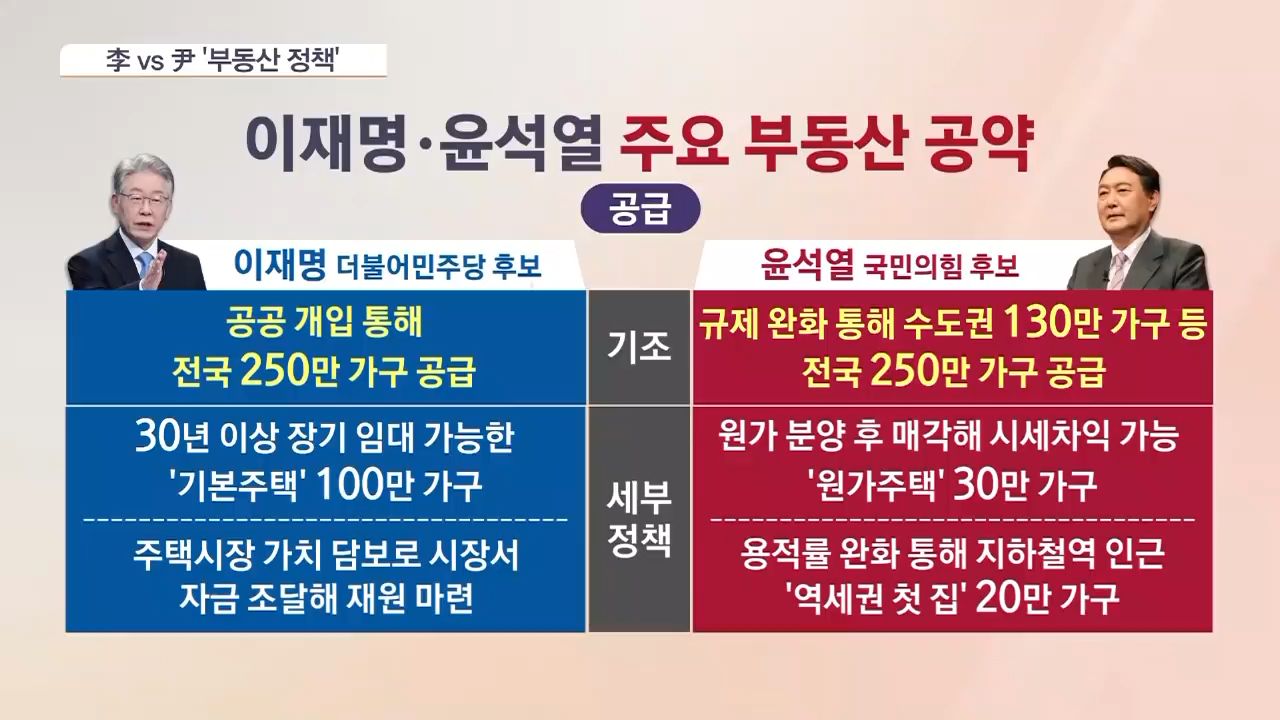 李 vs 尹 '부동산 정책'
이재명·윤석열 주요 부동산 공약
공급
이재명 더불어민주당 후보
윤석열 국민의힘 후보
공공 개입 통해
전국 250만 가구 공급
기조
규제 완화 통해 수도권 130만 가구 등
전국 250만 가구 공급
30년 이상 장기 임대 가능한
'기본주택' 100만 가구
주택시장 가치 담보로 시장서
자금 조달해 재원 마련
세부
정책
원가 분양 후 매각해 시세차익 가능
'원가주택' 30만 가구
용적률 완화 통해 지하철역 인근
'역세권 첫 집' 20만 가구